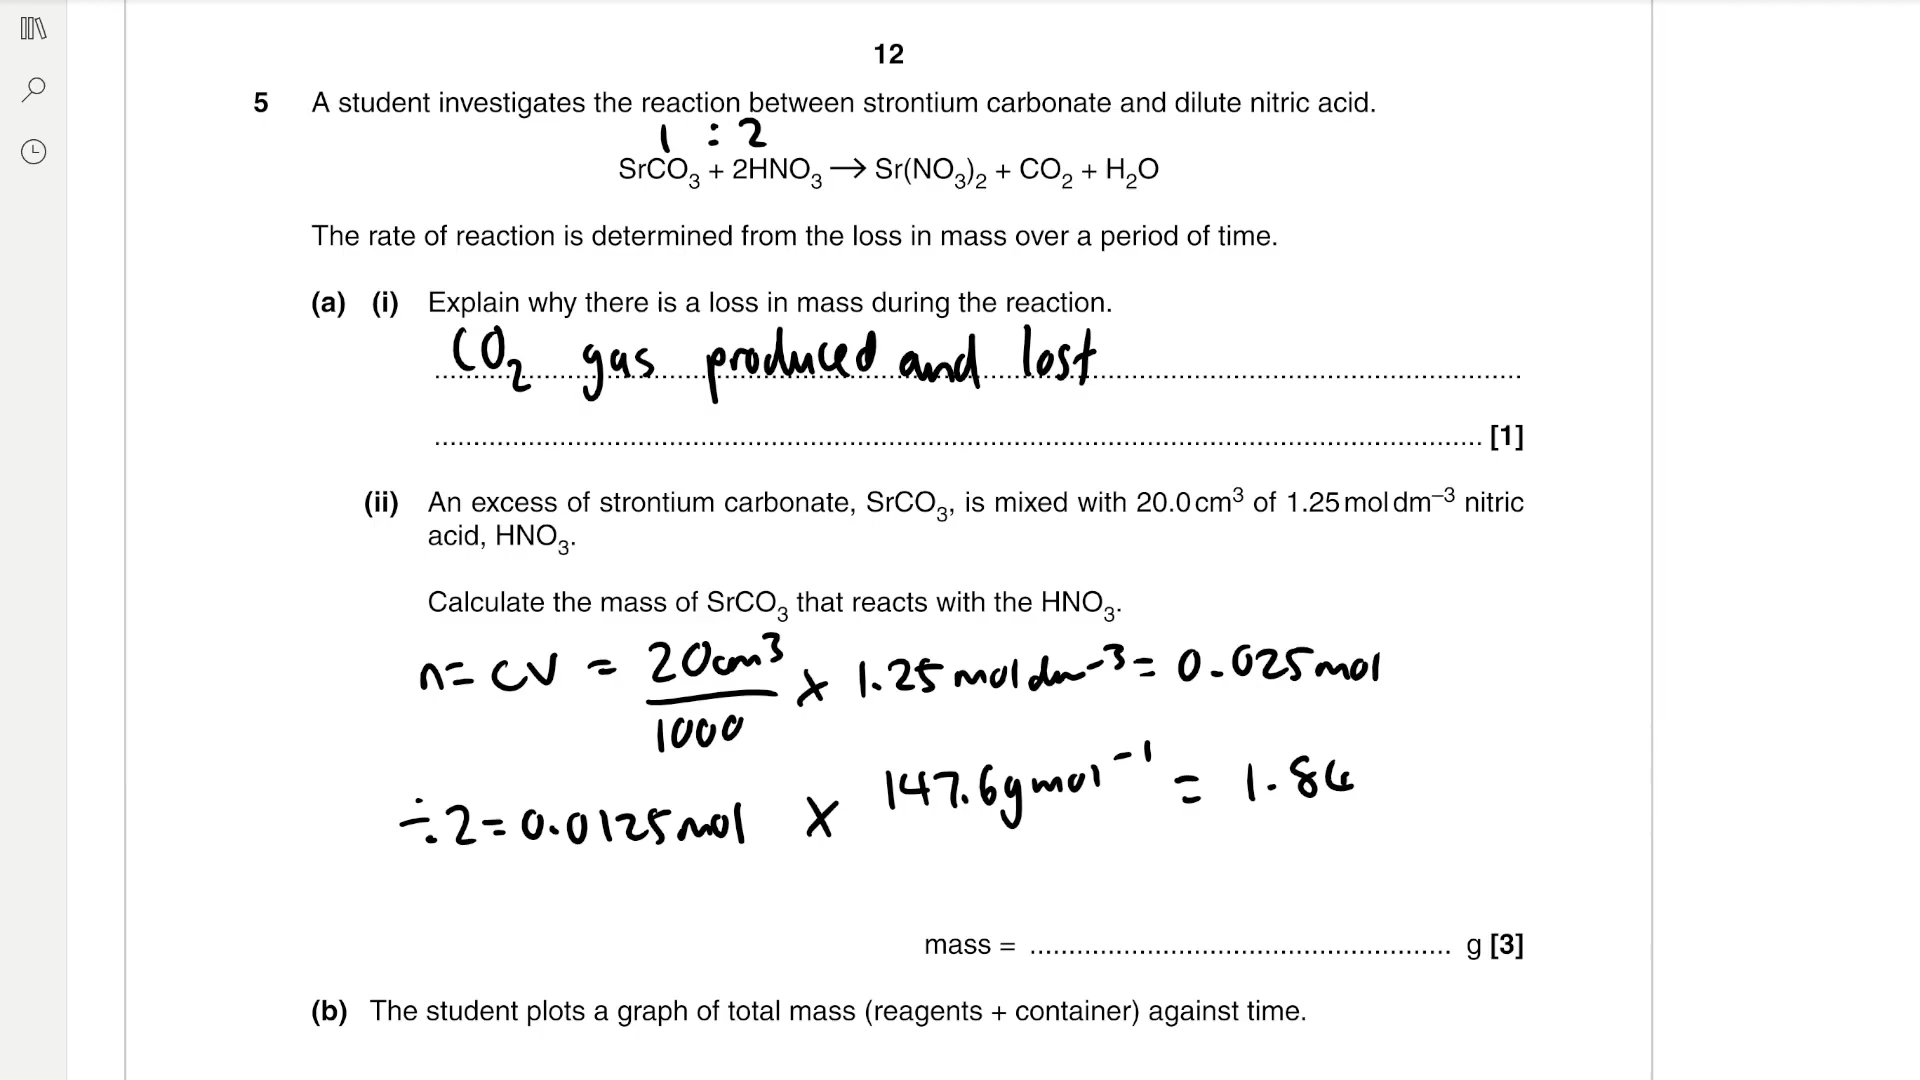 12
5 A student investigates the reaction between strontium carbonate and dilute nitric acid.
1 : 2
SrCO₃ + 2HNO₃ → Sr(NO₃)₂ + CO₂ + H₂O
The rate of reaction is determined from the loss in mass over a period of time.
(a) (i) Explain why there is a loss in mass during the reaction.
CO₂ gas produced and lost
[1]
(ii) An excess of strontium carbonate, SrCO₃, is mixed with 20.0 cm³ of 1.25 mol dm⁻³ nitric
acid, HNO₃.
Calculate the mass of SrCO₃ that reacts with the HNO₃.
n = CV = 20cm³/1000 × 1.25 mol dm⁻³ = 0.025 mol
÷2 = 0.0125 mol × 147.6 g mol⁻¹ = 1.84
mass = ........ g [3]
(b) The student plots a graph of total mass (reagents + container) against time.